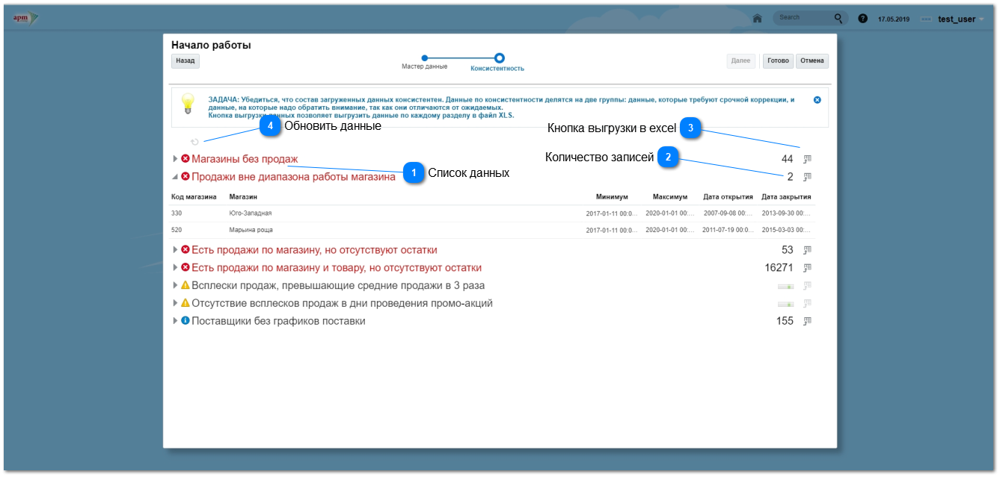 apm
Search
?
17.05.2019
test_user
Начало работы
Назад
Мастер данные
Консистентность
Далее
Готово
Отмена
ЗАДАЧА: Убедиться, что состав загруженных данных консистентен. Данные по консистентности делятся на две группы: данные, которые требуют срочной коррекции, и
данные, на которые надо обратить внимание, так как они отличаются от ожидаемых.
Кнопка выгрузки данных позволяет выгрузить данные по каждому разделу в файл XLS.
4 Обновить данные
Кнопка выгрузки в excel 3
Магазины без продаж 44
Количество записей 2
1 Список данных
Продажи вне диапазона работы магазина 2
Код магазина Магазин Минимум Максимум Дата открытия Дата закрытия
330 Юго-Западная 2017-01-11 00:0... 2020-01-01 00:... 2007-09-08 00:... 2013-09-30 00:...
520 Марьина роща 2017-01-11 00:0... 2020-01-01 00:... 2011-07-19 00:0... 2015-03-03 00:...
Есть продажи по магазину, но отсутствуют остатки 53
Есть продажи по магазину и товару, но отсутствуют остатки 16271
Всплески продаж, превышающие средние продажи в 3 раза
Отсутствие всплесков продаж в дни проведения промо-акций
Поставщики без графиков поставки 155